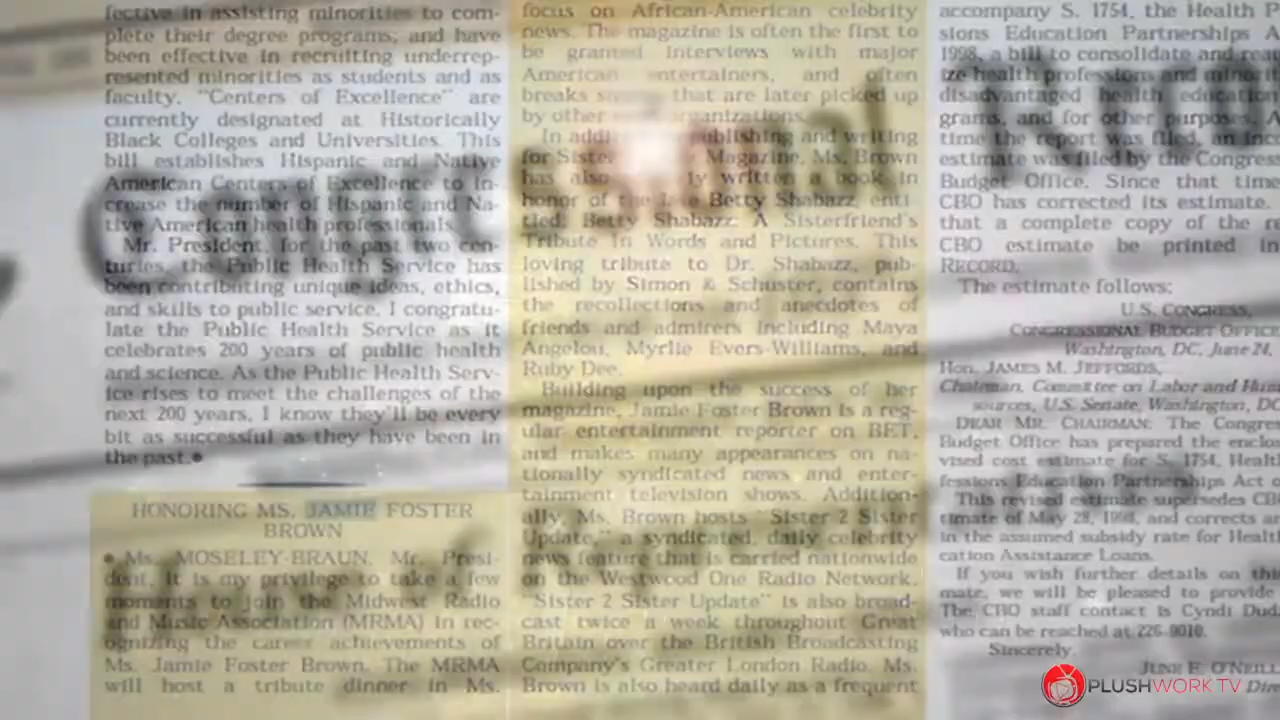 fective in assisting minorities to com-
plete their degree programs; and have
been effective in recruiting underrep-
resented minorities as students and as
faculty. "Centers of Excellence" are
currently designated at Historically
Black Colleges and Universities. This
bill establishes Hispanic and Native
American Centers of Excellence to in-
crease the number of Hispanic and Na-
tive American health professionals.
Mr. President, for the past two cen-
turies, the Public Health Service has
been contributing unique ideas, ethics,
and skills to public service. I congratu-
late the Public Health Service as it
celebrates 200 years of public health
and science. As the Public Health Serv-
ice rises to meet the challenges of the
next 200 years, I know they'll be every
bit as successful as they have been in
the past.●
HONORING MS. JAMIE FOSTER
BROWN
● Ms. MOSELEY-BRAUN. Mr. Presi-
dent, it is my privilege to take a few
moments to join the Midwest Radio
and Music Association (MRMA) in rec-
ognizing the career achievements of
Ms. Jamie Foster Brown. The MRMA
will host a tribute dinner in Ms.
focus on African-American celebrity
news. The magazine is often the first to
be granted interviews with major
American entertainers, and often
breaks that are later picked up
by other organizations.
In publishing and writing
for Sister Magazine, Ms. Brown
has also written a book in
honor of the late Betty Shabazz enti-
tled, Betty Shabazz: A Sisterfriend's
Tribute in Words and Pictures. This
loving tribute to Dr. Shabazz, pub-
lished by Simon & Schuster, contains
the recollections and anecdotes of
friends and admirers including Maya
Angelou, Myrlie Evers-Williams, and
Ruby Dee.
Building upon the success of her
magazine, Jamie Foster Brown is a reg-
ular entertainment reporter on BET,
and makes many appearances on na-
tionally syndicated news and enter-
tainment television shows. Addition-
ally, Ms. Brown hosts "Sister 2 Sister
Update," a syndicated, daily celebrity
news feature that is carried nationwide
on the Westwood One Radio Network.
"Sister 2 Sister Update" is also broad-
cast twice a week throughout Great
Britain over the British Broadcasting
Company's Greater London Radio. Ms.
Brown is also heard daily as a frequent
accompany S. 1754, the Health P
sions Education Partnerships A
1998, a bill to consolidate and reau
ize health professions and minorit
disadvantaged health education
grams, and for other purposes. A
time the report was filed, an inc
estimate was filed by the Congress
Budget Office. Since that time
CBO has corrected its estimate.
that a complete copy of the re
CBO estimate be printed in
RECORD.
The estimate follows:
U.S. CONGRESS,
CONGRESSIONAL BUDGET OFFICE
Washington, DC, June 24,
Hon. JAMES M. JEFFORDS,
Chairman, Committee on Labor and Hum
sources, U.S. Senate, Washington, DC
DEAR MR. CHAIRMAN: The Congres
Budget Office has prepared the enclo
vised cost estimate for S. 1754, Healt
fessions Education Partnerships Act o
This revised estimate supersedes CB
timate of May 28, 1998, and corrects an
in the assumed subsidy rate for Healt
cation Assistance Loans.
If you wish further details on this
mate, we will be pleased to provide
The CBO staff contact is Cyndi Dud
who can be reached at 226-9010.
Sincerely,
JUNE E. O'NEILL
Dire
PLUSHWORK TV